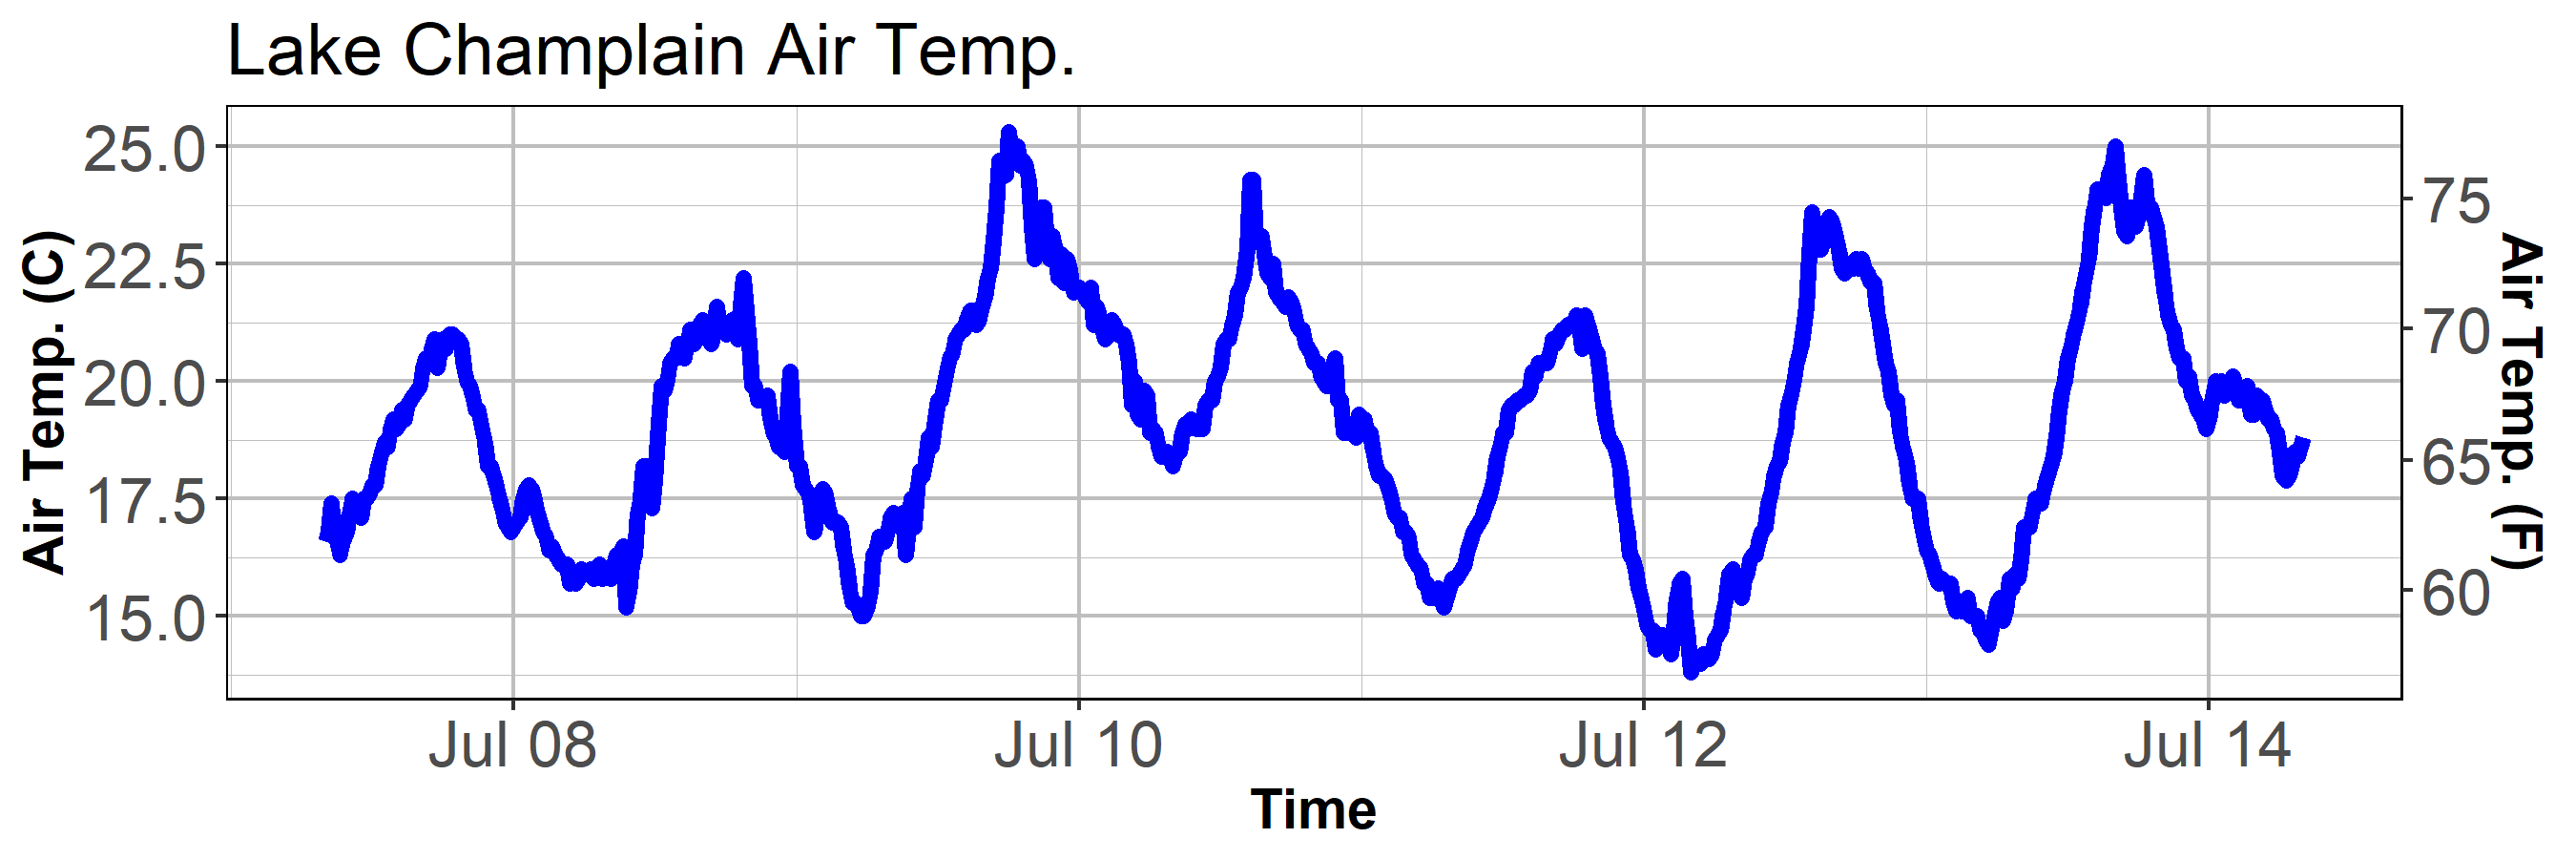 Lake Champlain Air Temp.
Air Temp. (C)
25.0
22.5
20.0
17.5
15.0
75
70
65
60
Air Temp. (F)
Jul 08 Jul 10 Jul 12 Jul 14
Time